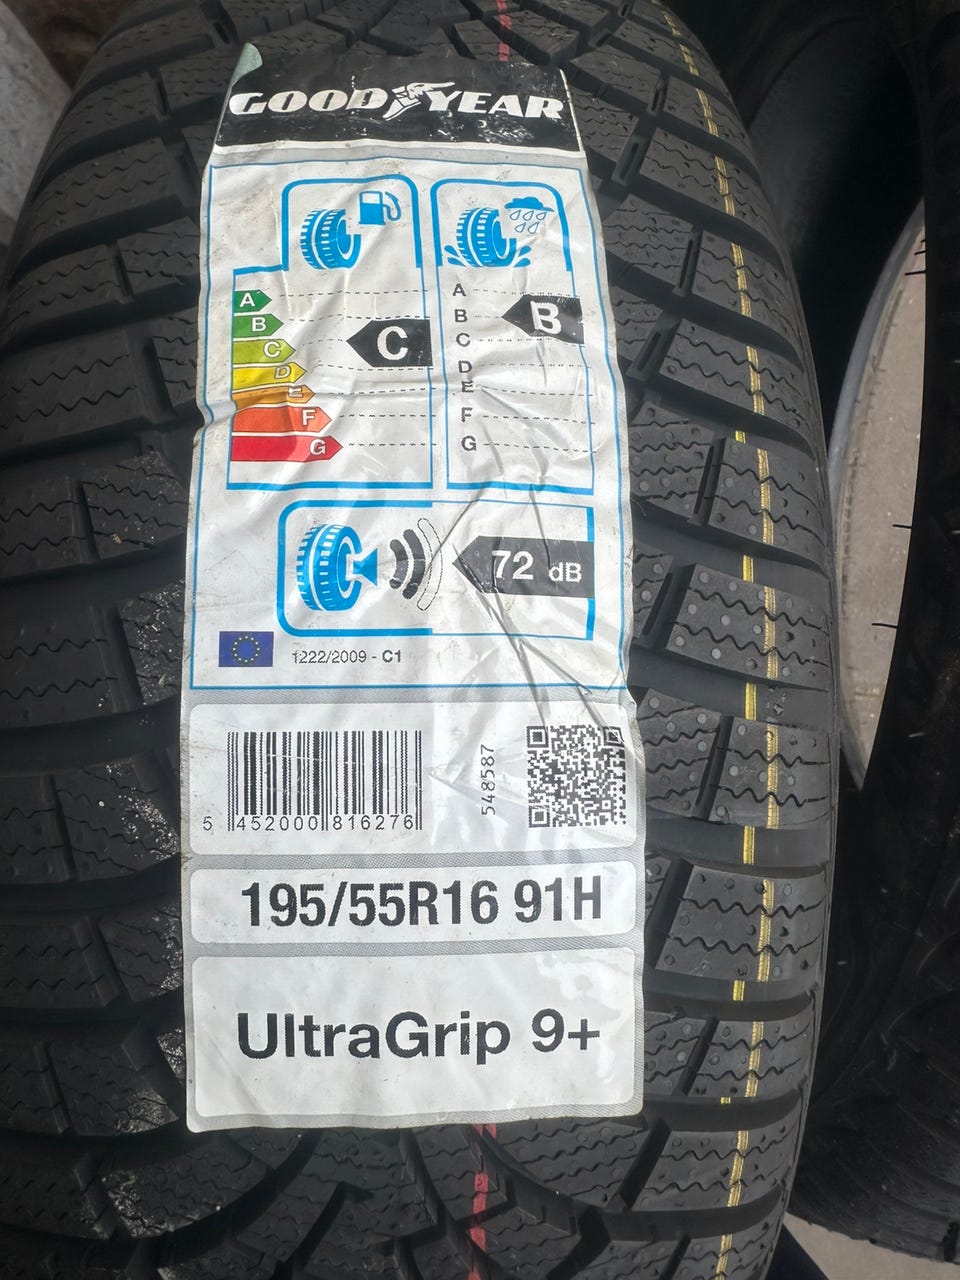 GOODYEAR
A
B
C
D
E
F
G
C
A
B
C
D
E
F
G
B
72 dB
1222/2009 - C1
5 452000 816276
548587
195/55R16 91H
UltraGrip 9+